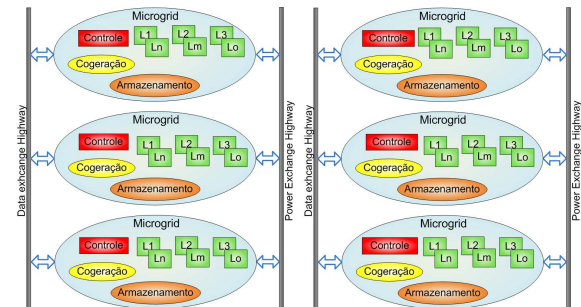 Microgrid
Controle
L1 L2 L3
Ln Lm Lo
Cogeração
Armazenamento
Microgrid
Controle
L1 L2 L3
Ln Lm Lo
Cogeração
Armazenamento
Microgrid
Controle
L1 L2 L3
Ln Lm Lo
Cogeração
Armazenamento
Data exhcange Highway
Power Exchange Highway
Microgrid
Controle
L1 L2 L3
Ln Lm Lo
Cogeração
Armazenamento
Microgrid
Controle
L1 L2 L3
Ln Lm Lo
Cogeração
Armazenamento
Microgrid
Controle
L1 L2 L3
Ln Lm Lo
Cogeração
Armazenamento
Data exhcange Highway
Power Exchange Highway